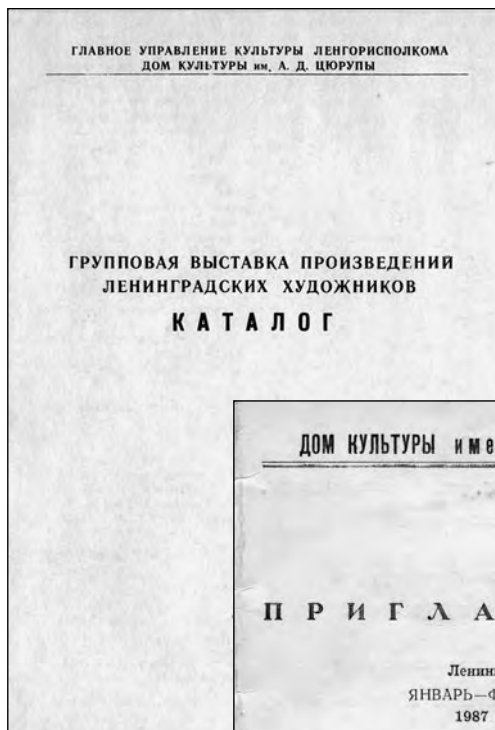 ГЛАВНОЕ УПРАВЛЕНИЕ КУЛЬТУРЫ ЛЕНГОРИСПОЛКОМА
ДОМ КУЛЬТУРЫ им. А. Д. ЦЮРУПЫ
ГРУППОВАЯ ВЫСТАВКА ПРОИЗВЕДЕНИЙ
ЛЕНИНГРАДСКИХ ХУДОЖНИКОВ
КАТАЛОГ
ДОМ КУЛЬТУРЫ име
ПРИГЛА
Ленин
ЯНВАРЬ—Ф
1987